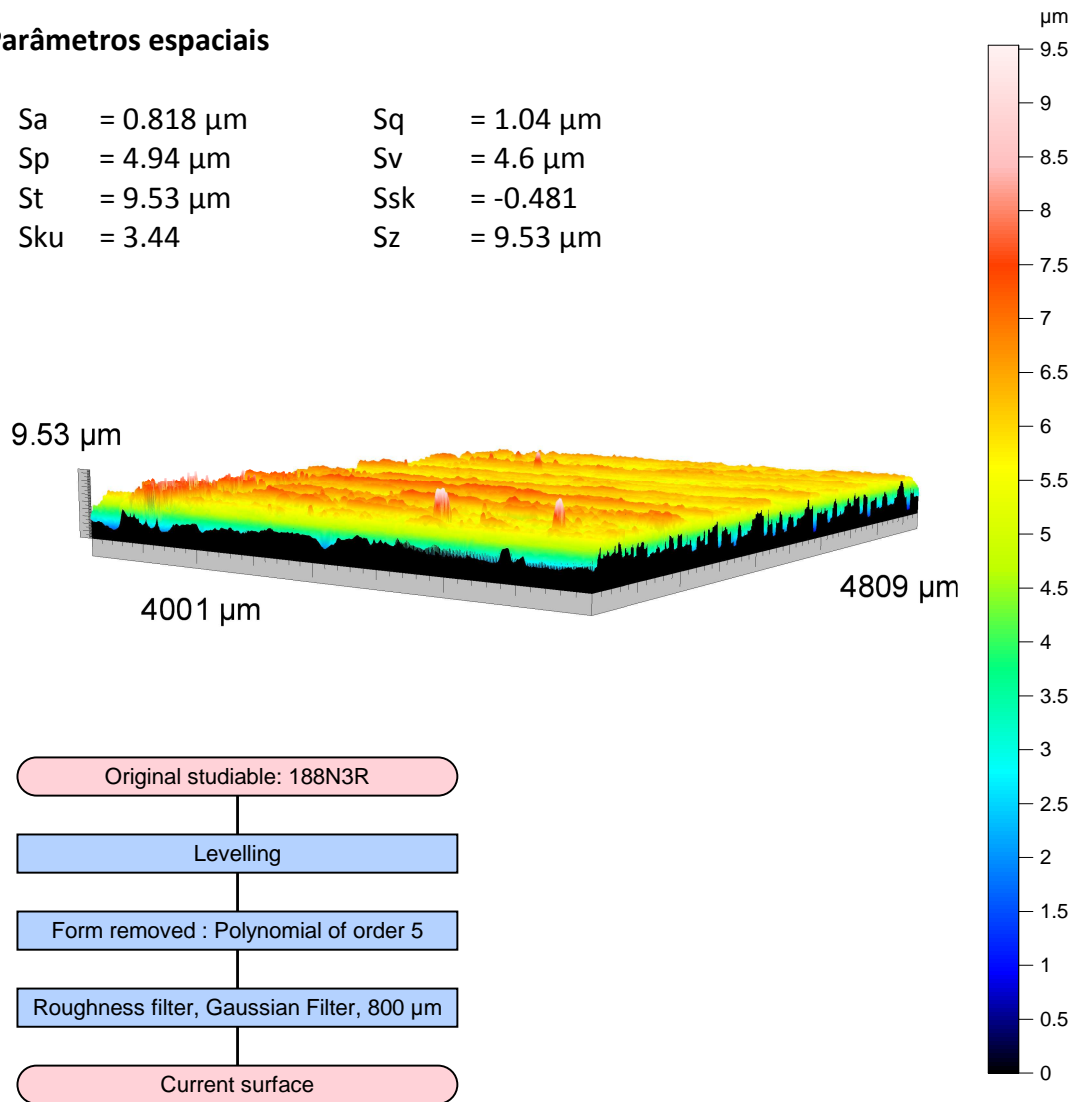 Parâmetros espaciais
Sa = 0.818 µm Sq = 1.04 µm
Sp = 4.94 µm Sv = 4.6 µm
St = 9.53 µm Ssk = -0.481
Sku = 3.44 Sz = 9.53 µm
µm
9.5
9
8.5
8
7.5
7
6.5
6
5.5
5
4.5
4
3.5
3
2.5
2
1.5
1
0.5
0
9.53 µm
4001 µm
4809 µm
Original studiable: 188N3R
Levelling
Form removed : Polynomial of order 5
Roughness filter, Gaussian Filter, 800 µm
Current surface